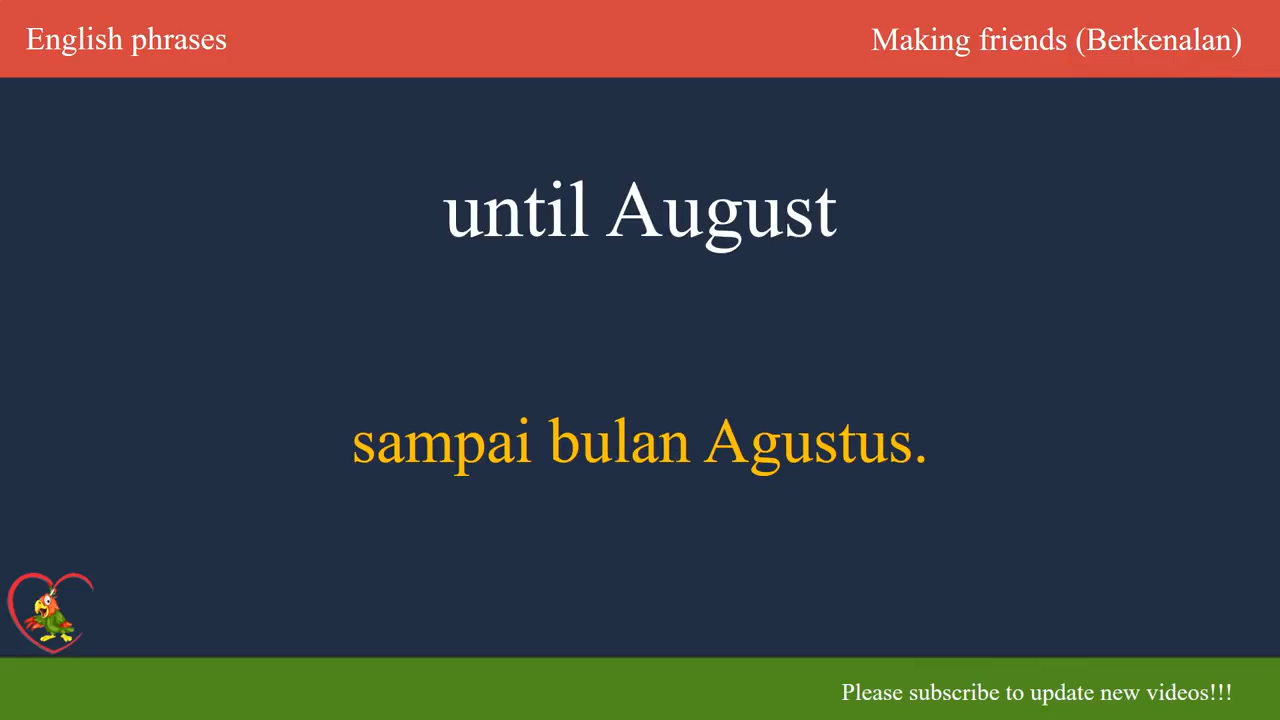 English phrases
Making friends (Berkenalan)
until August
sampai bulan Agustus.
Please subscribe to update new videos!!!